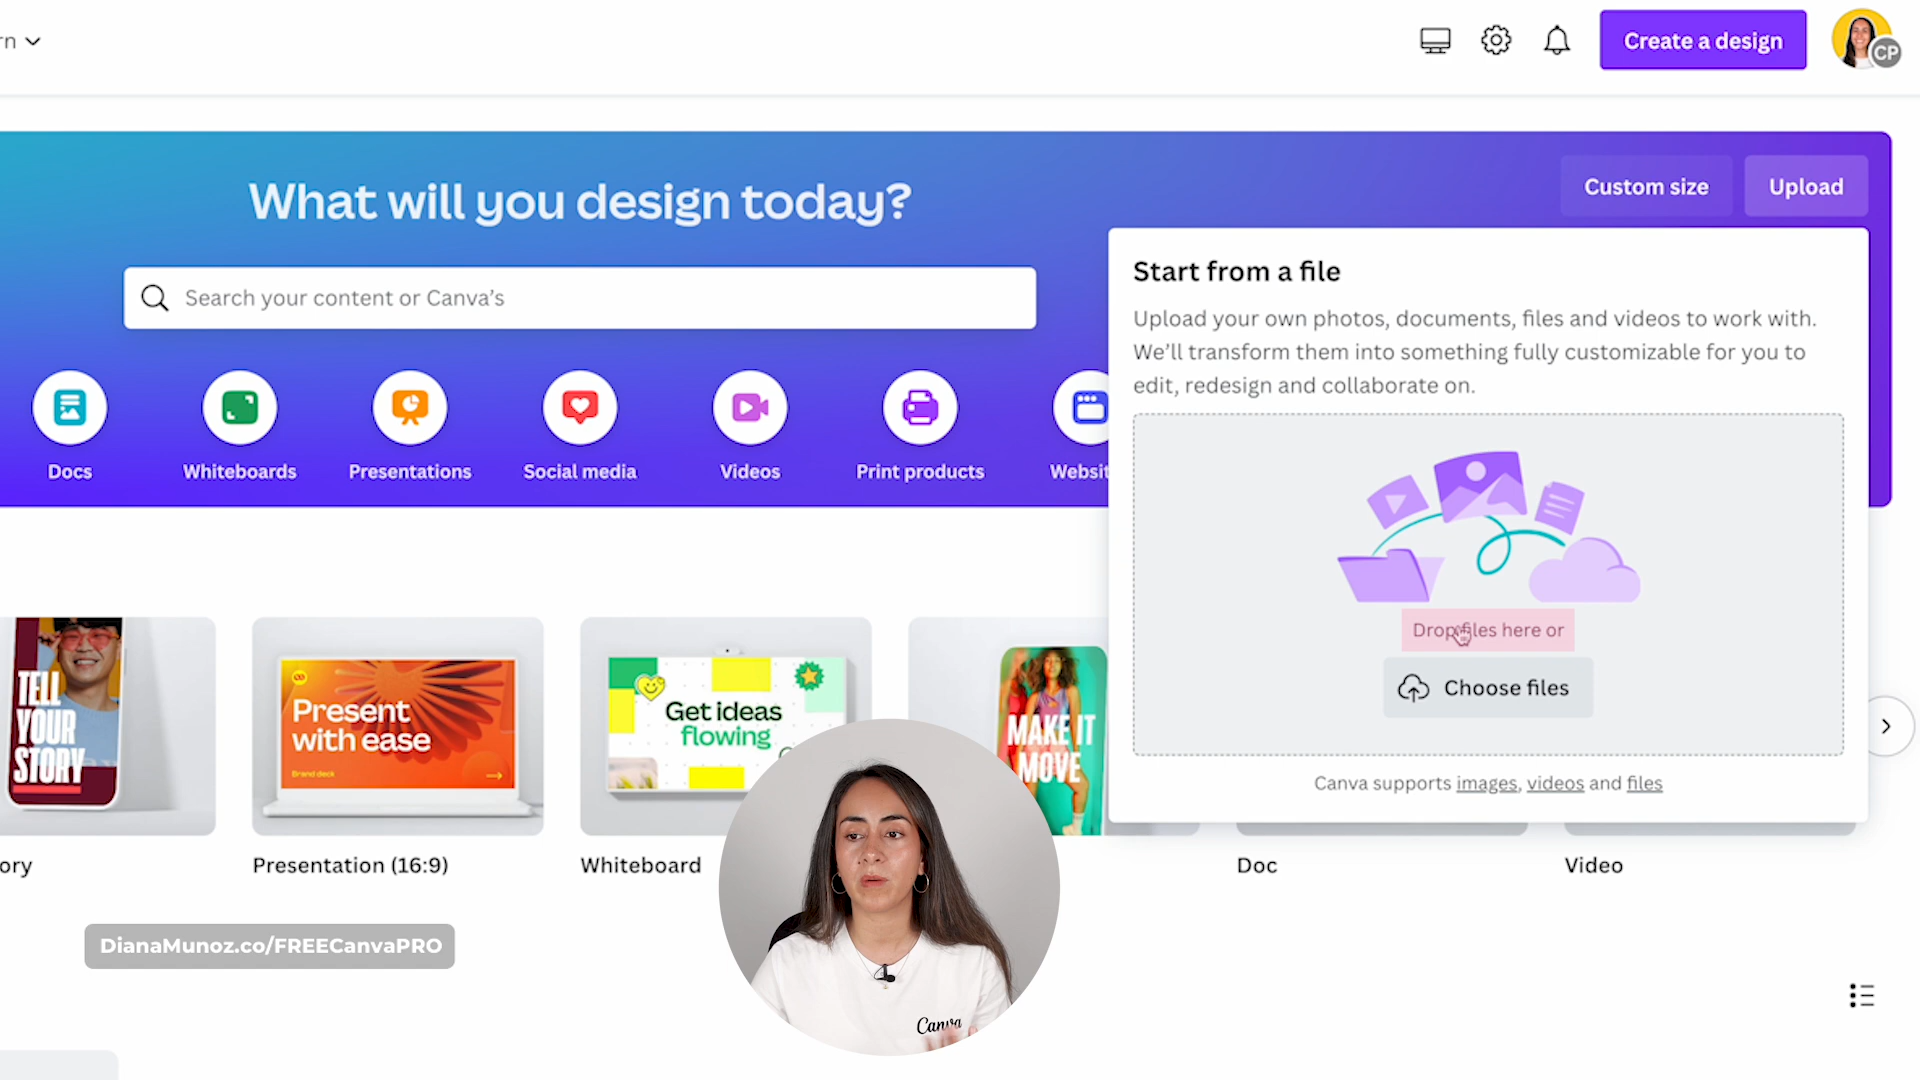 rn
Create a design
CP
What will you design today?
Custom size
Upload
Search your content or Canva's
Start from a file
Upload your own photos, documents, files and videos to work with.
We'll transform them into something fully customizable for you to
edit, redesign and collaborate on.
Docs
Whiteboards
Presentations
Social media
Videos
Print products
Websit
Drop files here or
Choose files
Canva supports images, videos and files
TELL
YOUR
STORY
Present
with ease
Brand deck
Get ideas
flowing
MAKE IT
MOVE
ory
Presentation (16:9)
Whiteboard
Doc
Video
DianaMunoz.co/FREECanvaPRO
Canva